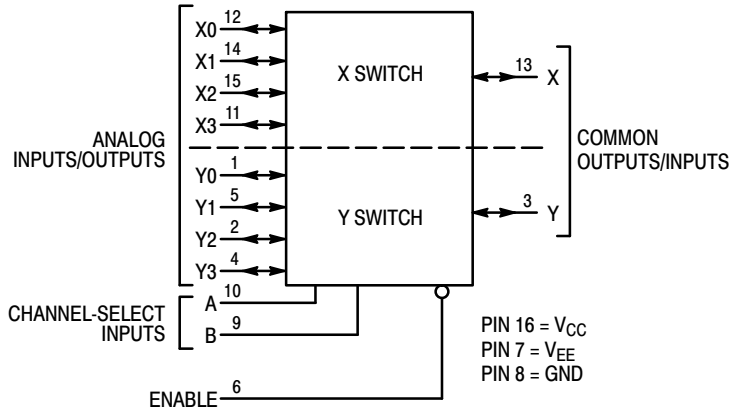 X0 12
X1 14
X2 15
X3 11
ANALOG
INPUTS/OUTPUTS
Y0 1
Y1 5
Y2 2
Y3 4
X SWITCH
Y SWITCH
13 X
3 Y
COMMON
OUTPUTS/INPUTS
CHANNEL-SELECT
INPUTS
A 10
B 9
ENABLE 6
PIN 16 = VCC
PIN 7 = VEE
PIN 8 = GND